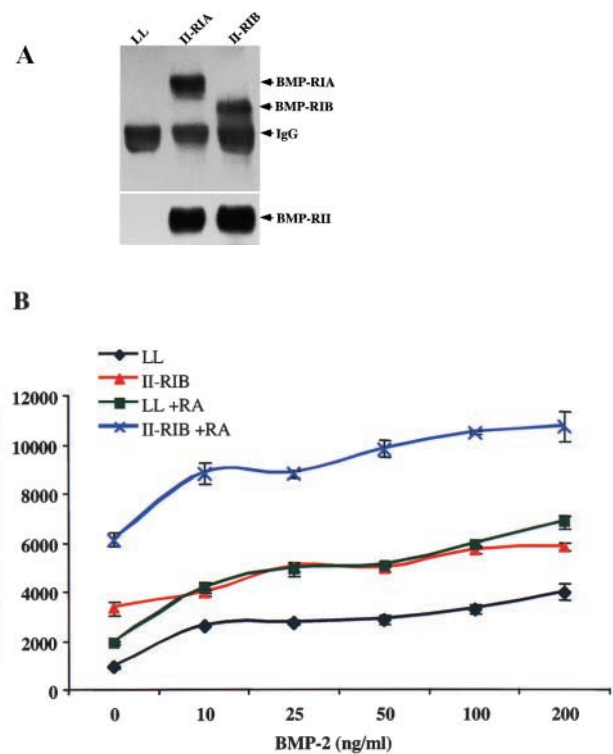 A
LL
II-RIA
II-RIB
BMP-RIA
BMP-RIB
IgG
BMP-RII
B
LL
II-RIB
LL +RA
II-RIB +RA
12000
10000
8000
6000
4000
2000
0
0 10 25 50 100 200
BMP-2 (ng/ml)